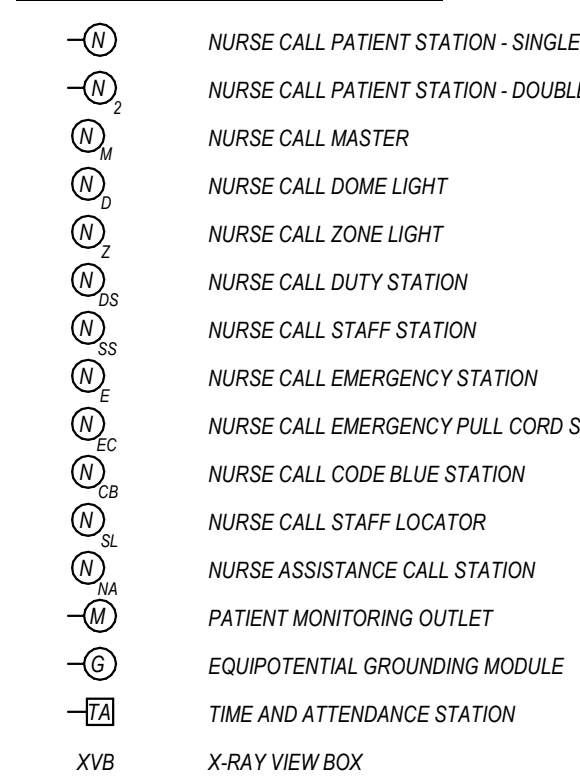 N NURSE CALL PATIENT STATION - SINGLE
N 2 NURSE CALL PATIENT STATION - DOUBLE
N M NURSE CALL MASTER
N D NURSE CALL DOME LIGHT
N Z NURSE CALL ZONE LIGHT
N DS NURSE CALL DUTY STATION
N SS NURSE CALL STAFF STATION
N E NURSE CALL EMERGENCY STATION
N EC NURSE CALL EMERGENCY PULL CORD S
N CB NURSE CALL CODE BLUE STATION
N SL NURSE CALL STAFF LOCATOR
N NA NURSE ASSISTANCE CALL STATION
M PATIENT MONITORING OUTLET
G EQUIPOTENTIAL GROUNDING MODULE
TA TIME AND ATTENDANCE STATION
XVB X-RAY VIEW BOX